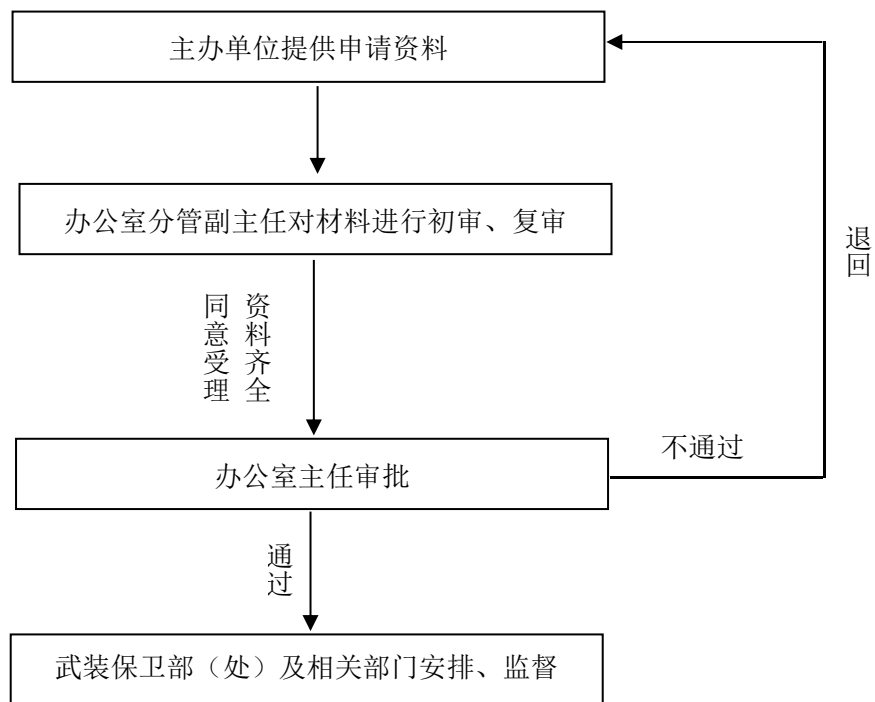 主办单位提供申请资料
办公室分管副主任对材料进行初审、复审
退回
资料齐全
同意受理
不通过
办公室主任审批
通过
武装保卫部（处）及相关部门安排、监督